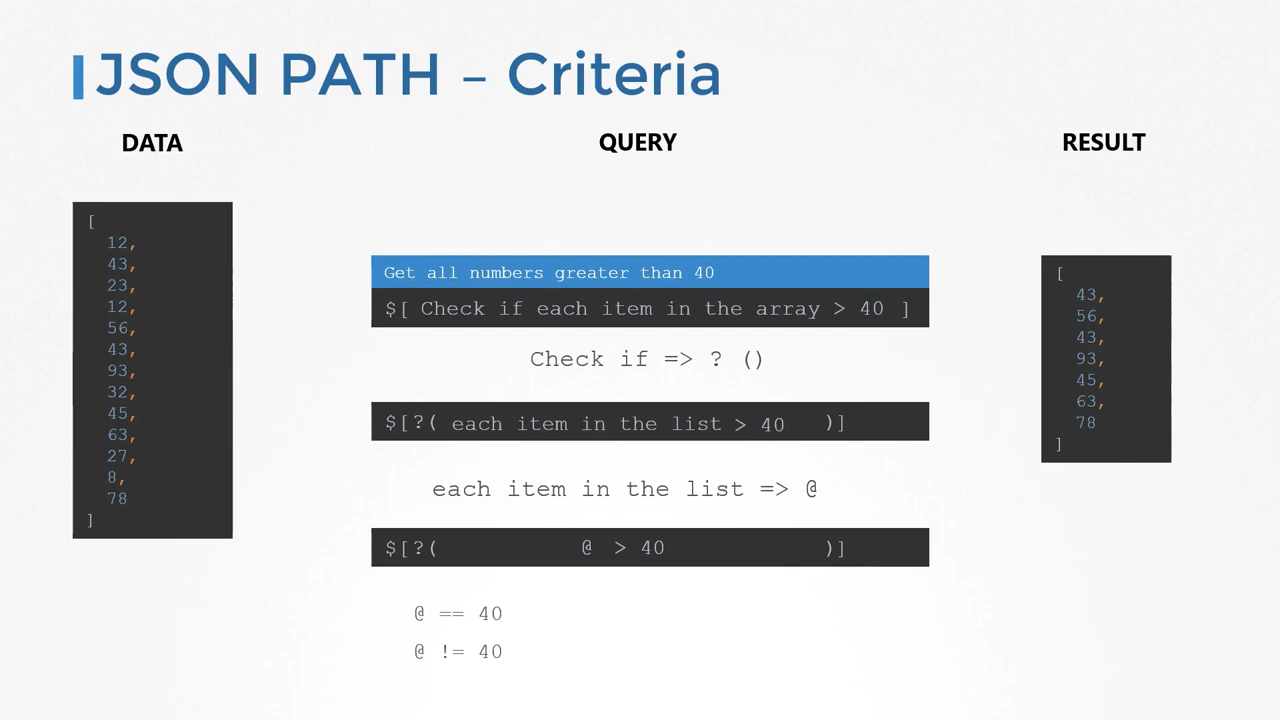 JSON PATH – Criteria
DATA
QUERY
RESULT
[
12,
43,
23,
12,
56,
43,
93,
32,
45,
63,
27,
8,
78
]
Get all numbers greater than 40
$[ Check if each item in the array > 40 ]
Check if => ? ()
$[?( each item in the list > 40 )]
each item in the list => @
$[?( @ > 40 )]
@ == 40
@ != 40
[
43,
56,
43,
93,
45,
63,
78
]